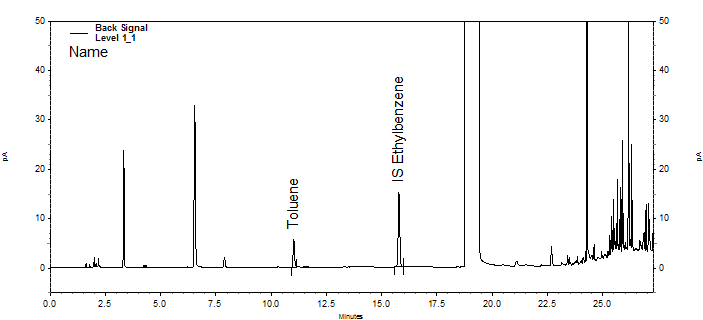 Back Signal
Level 1_1
Name
50
50
40
40
30
30
20
20
10
10
0
0
pA
pA
Toluene
IS Ethylbenzene
0.0
2.5
5.0
7.5
10.0
12.5
15.0
17.5
20.0
22.5
25.0
Minutes